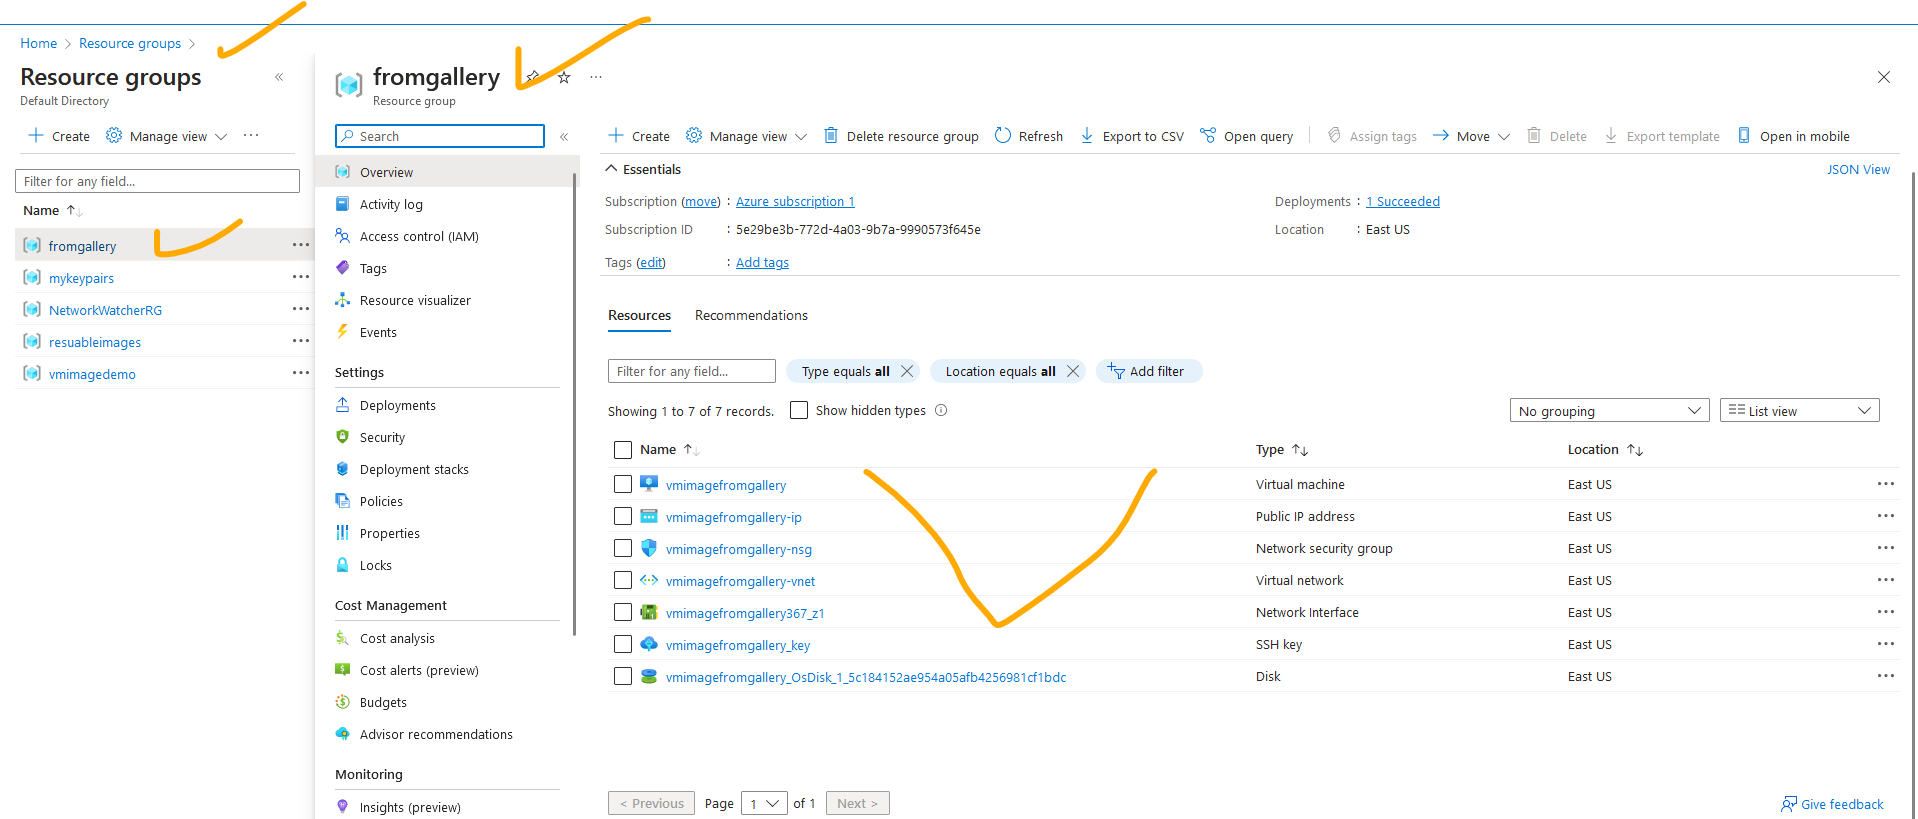 Home > Resource groups >
Resource groups
Default Directory
Create Manage view ...
Filter for any field...
Name
fromgallery ...
mykeypairs ...
NetworkWatcherRG ...
resuableimages ...
vmimagedemo ...
fromgallery ...
Resource group
Search
Overview
Activity log
Access control (IAM)
Tags
Resource visualizer
Events
Settings
Deployments
Security
Deployment stacks
Policies
Properties
Locks
Cost Management
Cost analysis
Cost alerts (preview)
Budgets
Advisor recommendations
Monitoring
Insights (preview)
Create Manage view Delete resource group Refresh Export to CSV Open query Assign tags Move Delete Export template Open in mobile
Essentials JSON View
Subscription (move) : Azure subscription 1 Deployments : 1 Succeeded
Subscription ID : 5e29be3b-772d-4a03-9b7a-9990573f645e Location : East US
Tags (edit) : Add tags
Resources Recommendations
Filter for any field... Type equals all Location equals all Add filter
Showing 1 to 7 of 7 records. Show hidden types No grouping List view
Name Type Location
vmimagefromgallery Virtual machine East US ...
vmimagefromgallery-ip Public IP address East US ...
vmimagefromgallery-nsg Network security group East US ...
vmimagefromgallery-vnet Virtual network East US ...
vmimagefromgallery367_z1 Network Interface East US ...
vmimagefromgallery_key SSH key East US ...
vmimagefromgallery_OsDisk_1_5c184152ae954a05afb4256981cf1bdc Disk East US ...
< Previous Page 1 of 1 Next > Give feedback